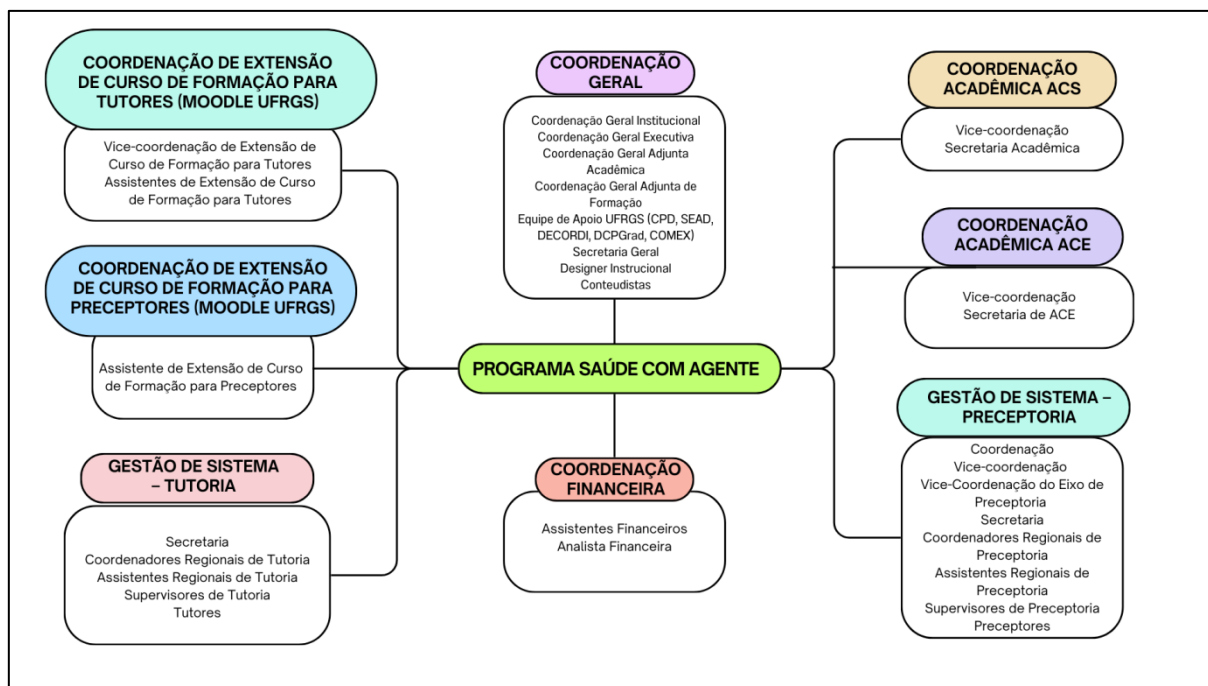 COORDENAÇÃO DE EXTENSÃO
DE CURSO DE FORMAÇÃO PARA
TUTORES (MOODLE UFRGS)
Vice-coordenação de Extensão de
Curso de Formação para Tutores
Assistentes de Extensão de Curso
de Formação para Tutores
COORDENAÇÃO DE EXTENSÃO
DE CURSO DE FORMAÇÃO PARA
PRECEPTORES (MOODLE UFRGS)
Assistente de Extensão de Curso
de Formação para Preceptores
GESTÃO DE SISTEMA
– TUTORIA
Secretaria
Coordenadores Regionais de Tutoria
Assistentes Regionais de Tutoria
Supervisores de Tutoria
Tutores
COORDENAÇÃO
GERAL
Coordenação Geral Institucional
Coordenação Geral Executiva
Coordenação Geral Adjunta
Acadêmica
Coordenação Geral Adjunta de
Formação
Equipe de Apoio UFRGS (CPD, SEAD,
DECORDI, DCPGrad, COMEX)
Secretaria Geral
Designer Instrucional
Conteudistas
PROGRAMA SAÚDE COM AGENTE
COORDENAÇÃO
FINANCEIRA
Assistentes Financeiros
Analista Financeira
COORDENAÇÃO
ACADÊMICA ACS
Vice-coordenação
Secretaria Acadêmica
COORDENAÇÃO
ACADÊMICA ACE
Vice-coordenação
Secretaria de ACE
GESTÃO DE SISTEMA –
PRECEPTORIA
Coordenação
Vice-coordenação
Vice-Coordenação do Eixo de
Preceptoria
Secretaria
Coordenadores Regionais de
Preceptoria
Assistentes Regionais de
Preceptoria
Supervisores de Preceptoria
Preceptores